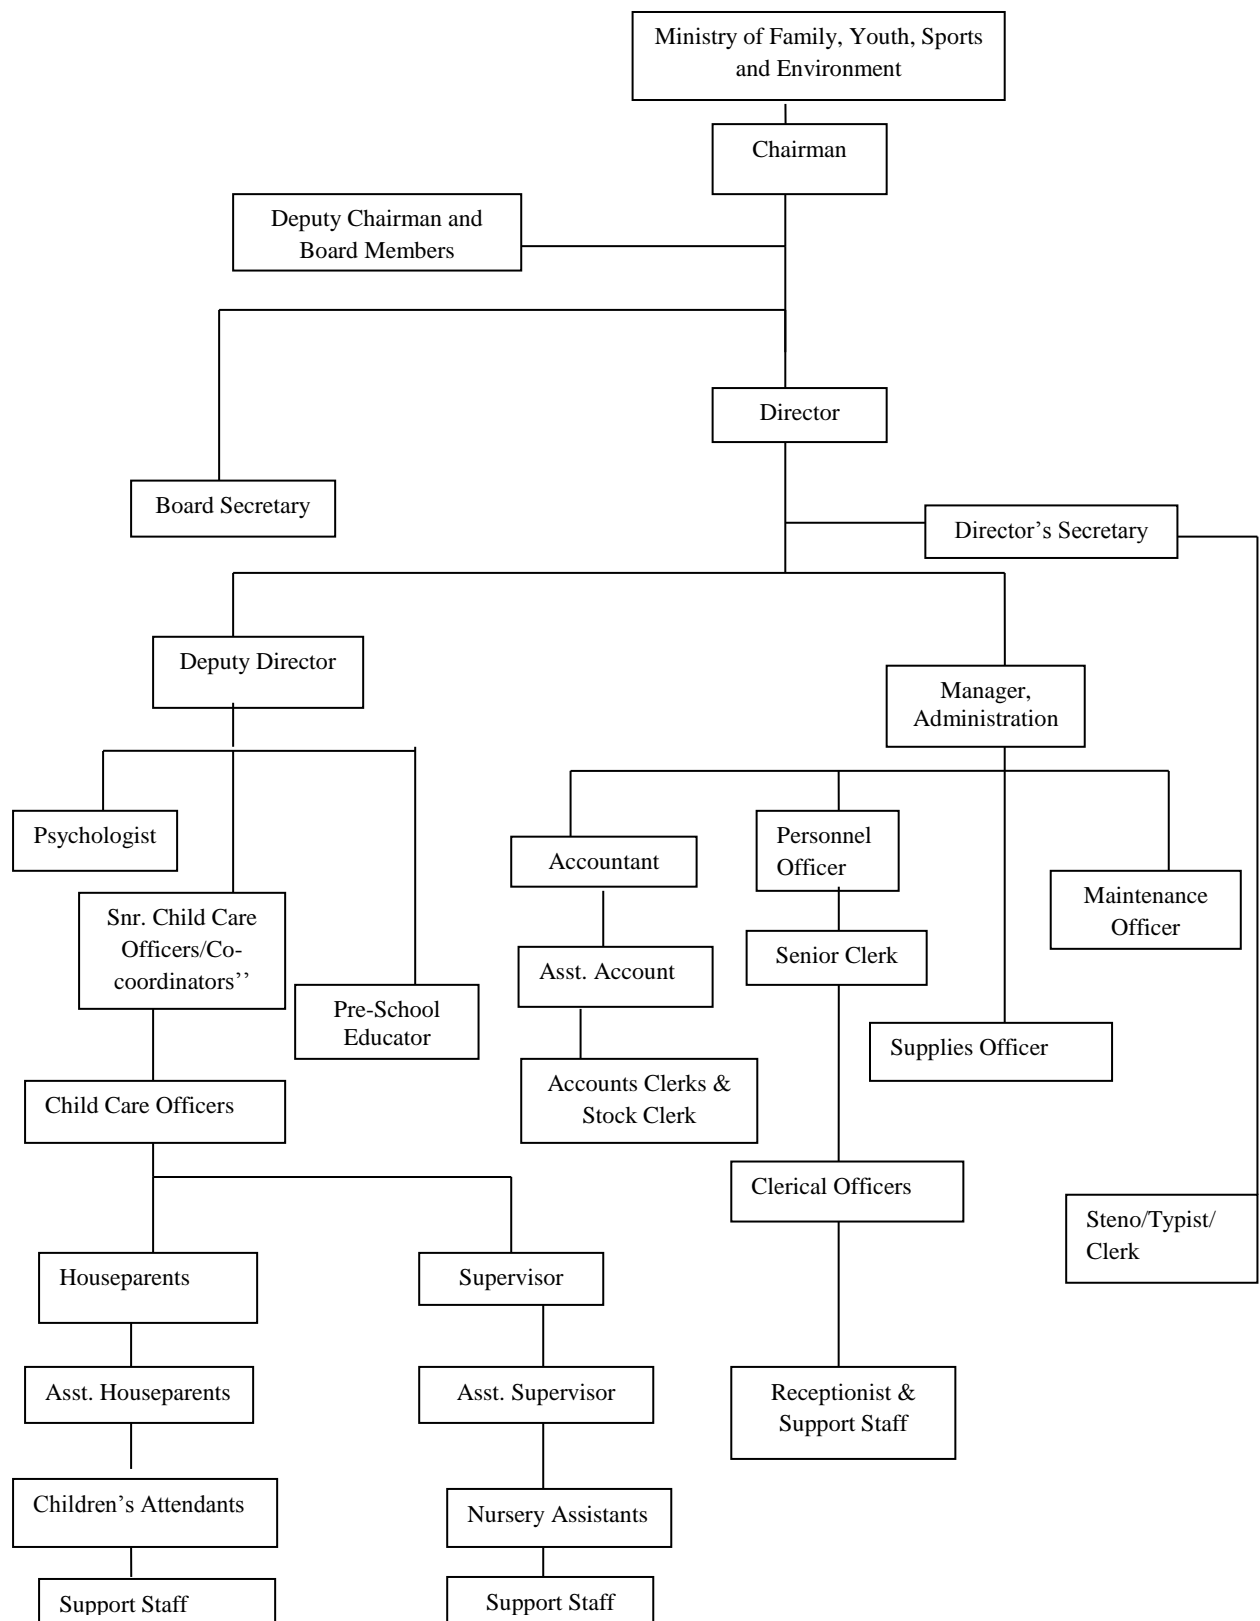 Ministry of Family, Youth, Sports
and Environment
Chairman
Deputy Chairman and
Board Members
Director
Board Secretary
Director’s Secretary
Deputy Director
Manager,
Administration
Psychologist
Accountant
Personnel
Officer
Maintenance
Officer
Snr. Child Care
Officers/Co-
coordinators’’
Senior Clerk
Asst. Account
Pre-School
Educator
Supplies Officer
Accounts Clerks &
Stock Clerk
Child Care Officers
Clerical Officers
Steno/Typist/
Clerk
Houseparents
Supervisor
Asst. Houseparents
Asst. Supervisor
Receptionist &
Support Staff
Children’s Attendants
Nursery Assistants
Support Staff
Support Staff